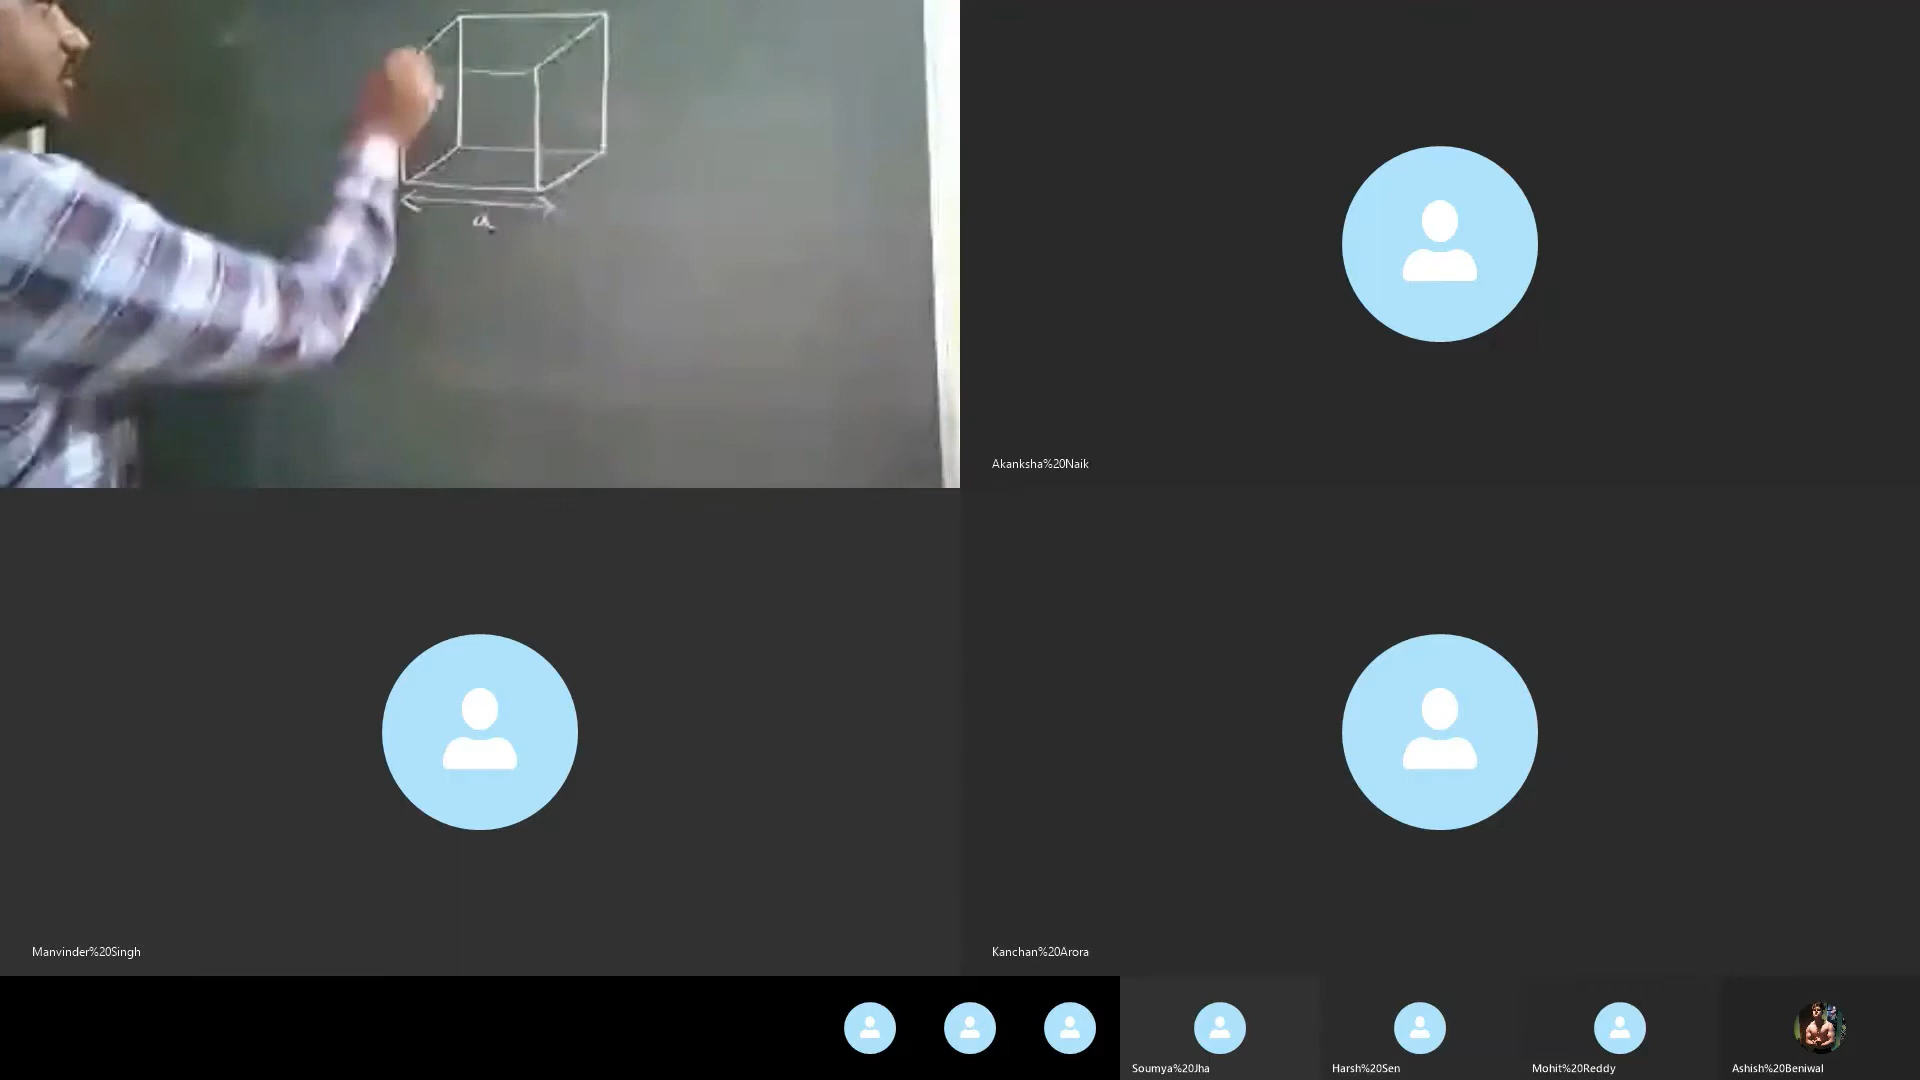 a
Akanksha%20Naik
Manvinder%20Singh
Kanchan%20Arora
Soumya%20Jha
Harsh%20Sen
Mohit%20Reddy
Ashish%20Beniwal